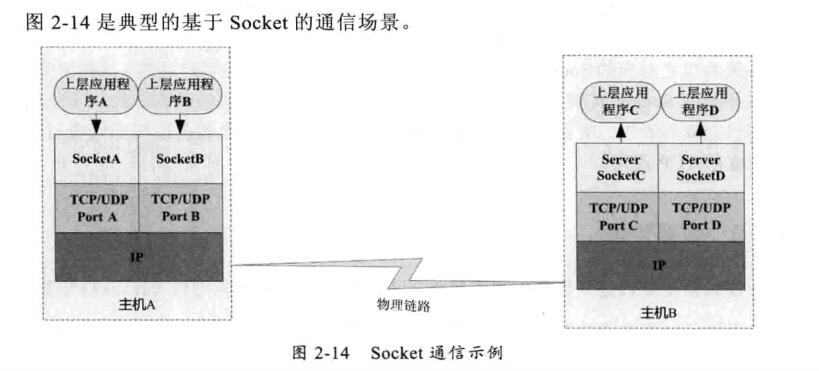 图 2-14 是典型的基于 Socket 的通信场景。
上层应用程
序A
上层应用程
序B
SocketA
SocketB
TCP/UDP
Port A
TCP/UDP
Port B
IP
主机A
物理链路
上层应用
程序C
上层应用
程序D
Server
SocketC
Server
SocketD
TCP/UDP
Port C
TCP/UDP
Port D
IP
主机B
图 2-14 Socket 通信示例